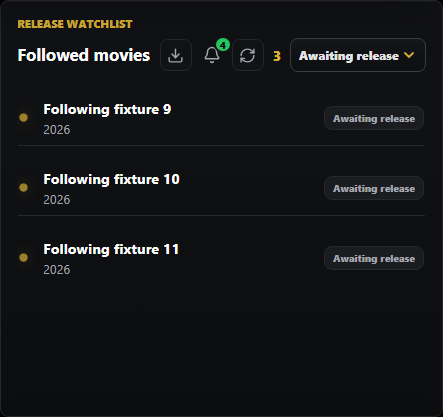 RELEASE WATCHLIST
Followed movies 4 3 Awaiting release
Following fixture 9
2026
Awaiting release
Following fixture 10
2026
Awaiting release
Following fixture 11
2026
Awaiting release